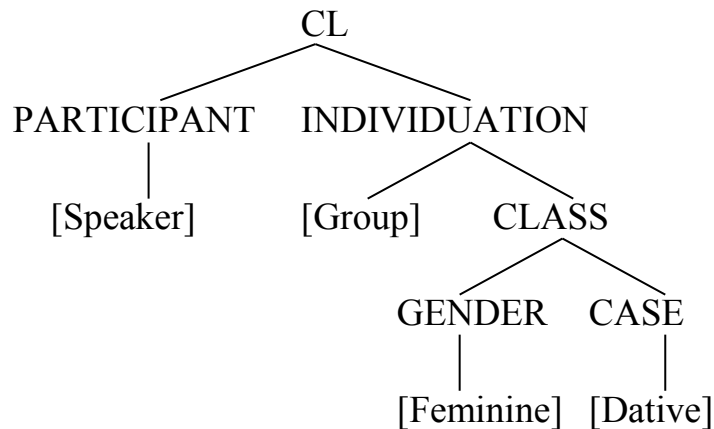 CL
PARTICIPANT INDIVIDUATION
[Speaker] [Group] CLASS
GENDER CASE
[Feminine] [Dative]